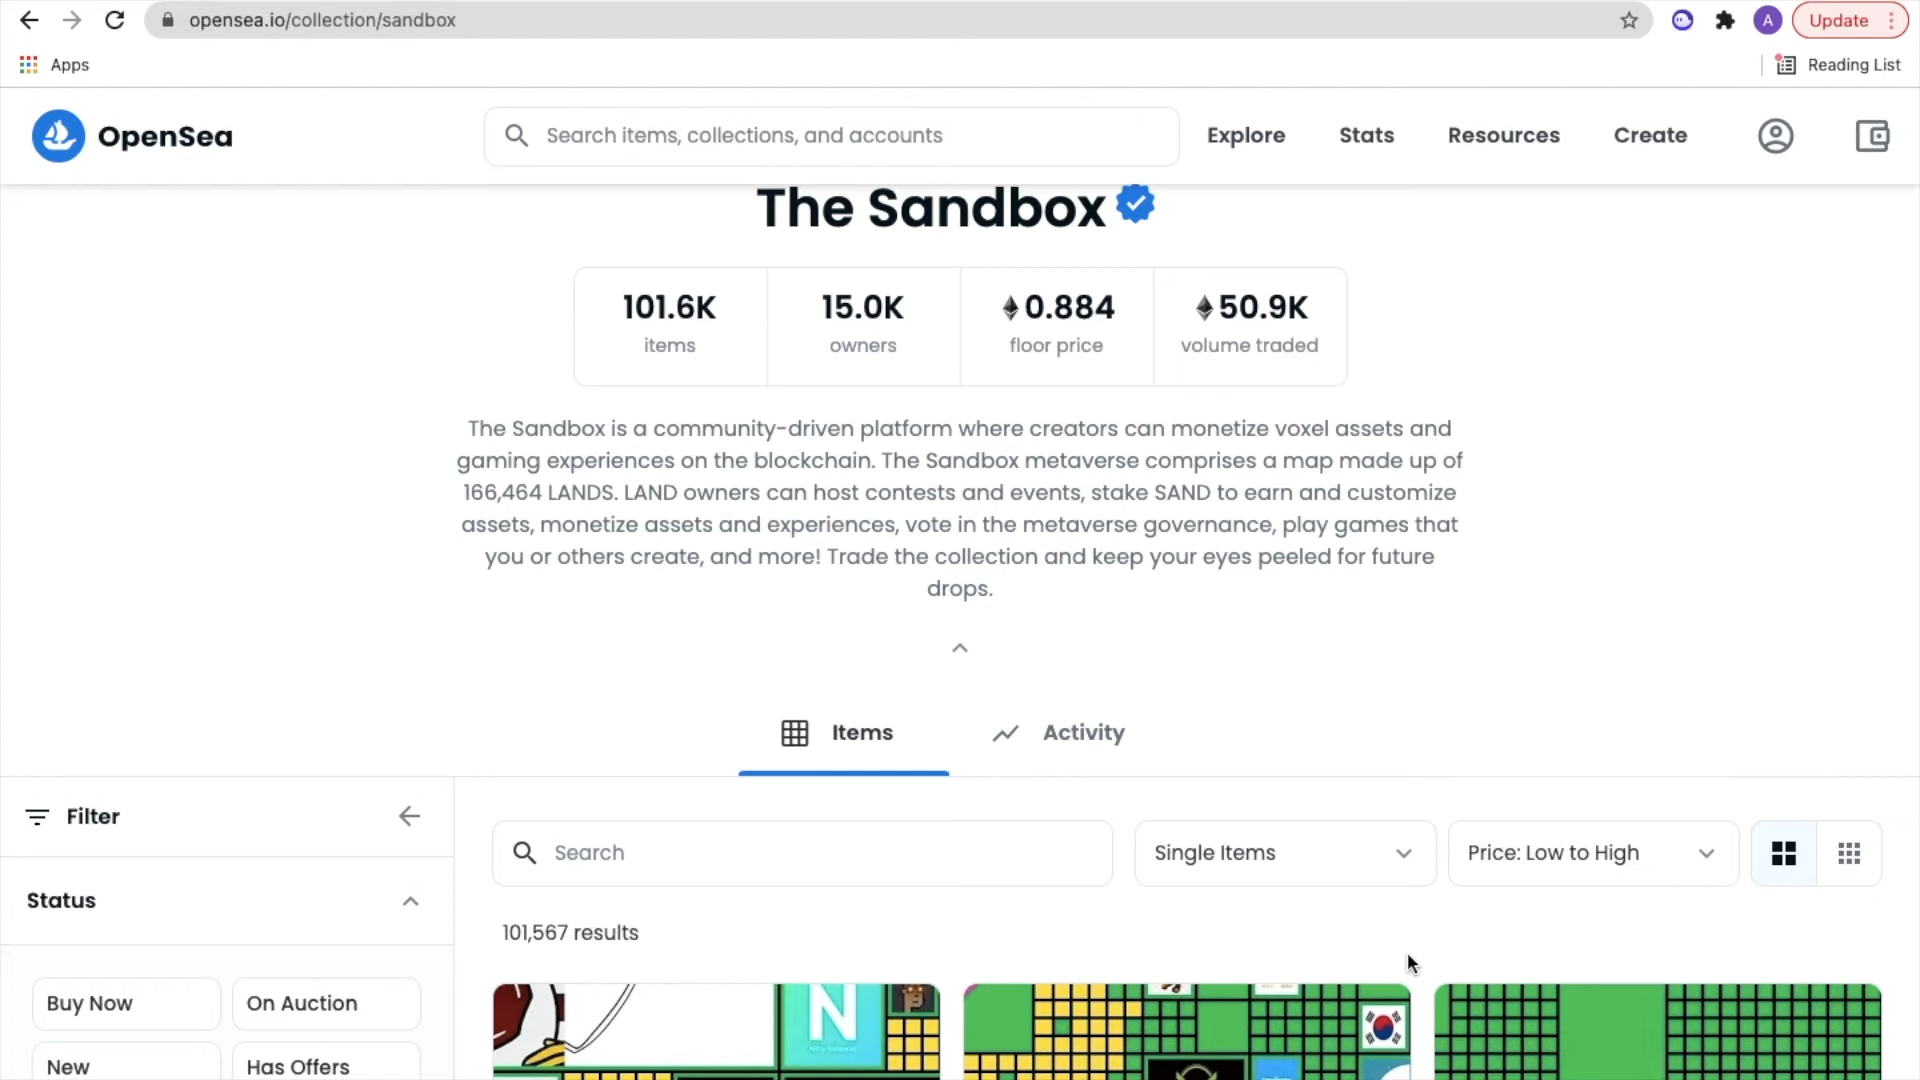 opensea.io/collection/sandbox
A
Update
Apps
Reading List
OpenSea
Search items, collections, and accounts
Explore
Stats
Resources
Create
The Sandbox
101.6K
items
15.0K
owners
0.884
floor price
50.9K
volume traded
The Sandbox is a community-driven platform where creators can monetize voxel assets and
gaming experiences on the blockchain. The Sandbox metaverse comprises a map made up of
166,464 LANDS. LAND owners can host contests and events, stake SAND to earn and customize
assets, monetize assets and experiences, vote in the metaverse governance, play games that
you or others create, and more! Trade the collection and keep your eyes peeled for future
drops.
Items
Activity
Filter
Search
Single Items
Price: Low to High
Status
101,567 results
Buy Now
On Auction
New
Has Offers
N